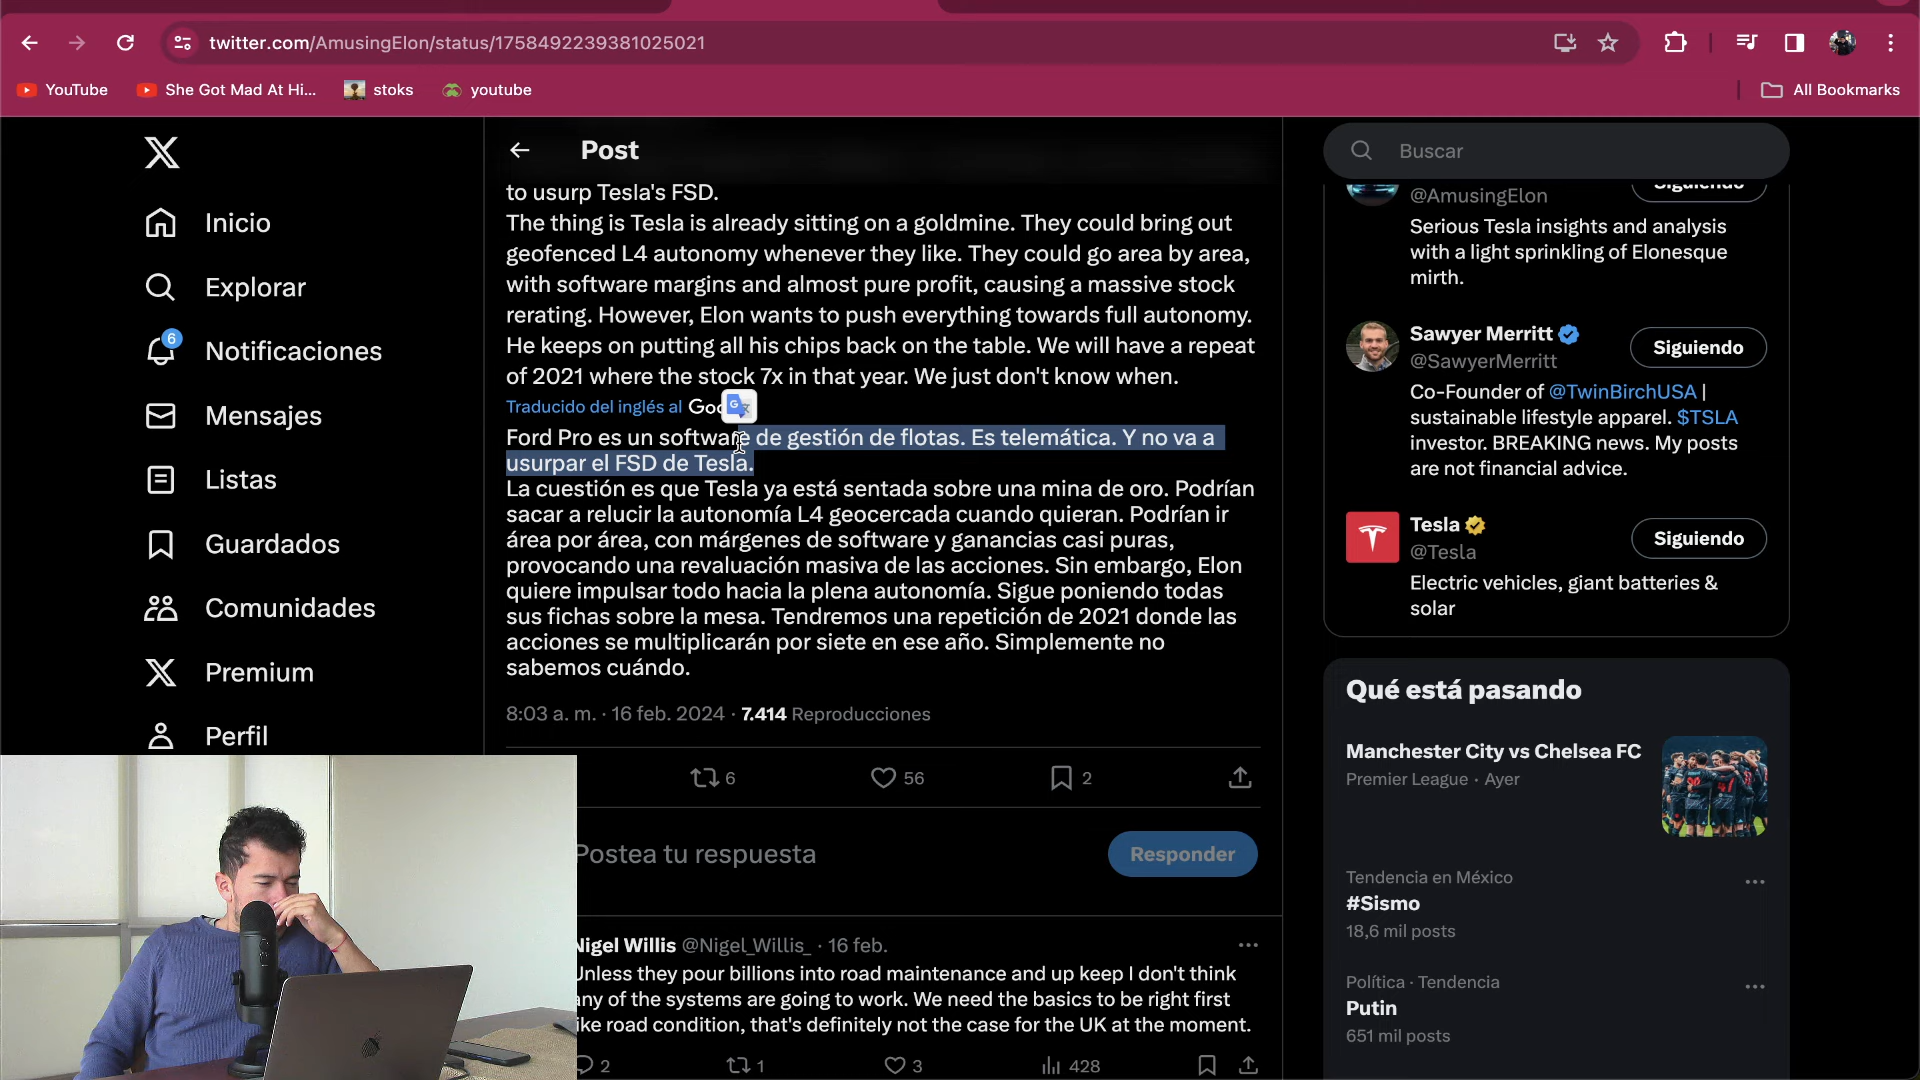 twitter.com/AmusingElon/status/1758492239381025021
YouTube
She Got Mad At Hi...
stoks
youtube
All Bookmarks
Inicio
Explorar
6
Notificaciones
Mensajes
Listas
Guardados
Comunidades
Premium
Perfil
Post
to usurp Tesla's FSD.
The thing is Tesla is already sitting on a goldmine. They could bring out
geofenced L4 autonomy whenever they like. They could go area by area,
with software margins and almost pure profit, causing a massive stock
rerating. However, Elon wants to push everything towards full autonomy.
He keeps on putting all his chips back on the table. We will have a repeat
of 2021 where the stock 7x in that year. We just don't know when.
Traducido del inglés al
Ford Pro es un software de gestión de flotas. Es telemática. Y no va a
usurpar el FSD de Tesla.
La cuestión es que Tesla ya está sentada sobre una mina de oro. Podrían
sacar a relucir la autonomía L4 geocercada cuando quieran. Podrían ir
área por área, con márgenes de software y ganancias casi puras,
provocando una revaluación masiva de las acciones. Sin embargo, Elon
quiere impulsar todo hacia la plena autonomía. Sigue poniendo todas
sus fichas sobre la mesa. Tendremos una repetición de 2021 donde las
acciones se multiplicarán por siete en ese año. Simplemente no
sabemos cuándo.
8:03 a. m. · 16 feb. 2024 · 7.414 Reproducciones
6
56
2
Postea tu respuesta
Responder
Nigel Willis @Nigel_Willis_ · 16 feb.
Unless they pour billions into road maintenance and up keep I don't think
any of the systems are going to work. We need the basics to be right first
like road condition, that's definitely not the case for the UK at the moment.
2
1
3
428
Buscar
@AmusingElon
Siguiendo
Serious Tesla insights and analysis
with a light sprinkling of Elonesque
mirth.
Sawyer Merritt
@SawyerMerritt
Siguiendo
Co-Founder of @TwinBirchUSA |
sustainable lifestyle apparel. $TSLA
investor. BREAKING news. My posts
are not financial advice.
Tesla
@Tesla
Siguiendo
Electric vehicles, giant batteries &
solar
Qué está pasando
Manchester City vs Chelsea FC
Premier League · Ayer
Tendencia en México
#Sismo
18,6 mil posts
Política · Tendencia
Putin
651 mil posts